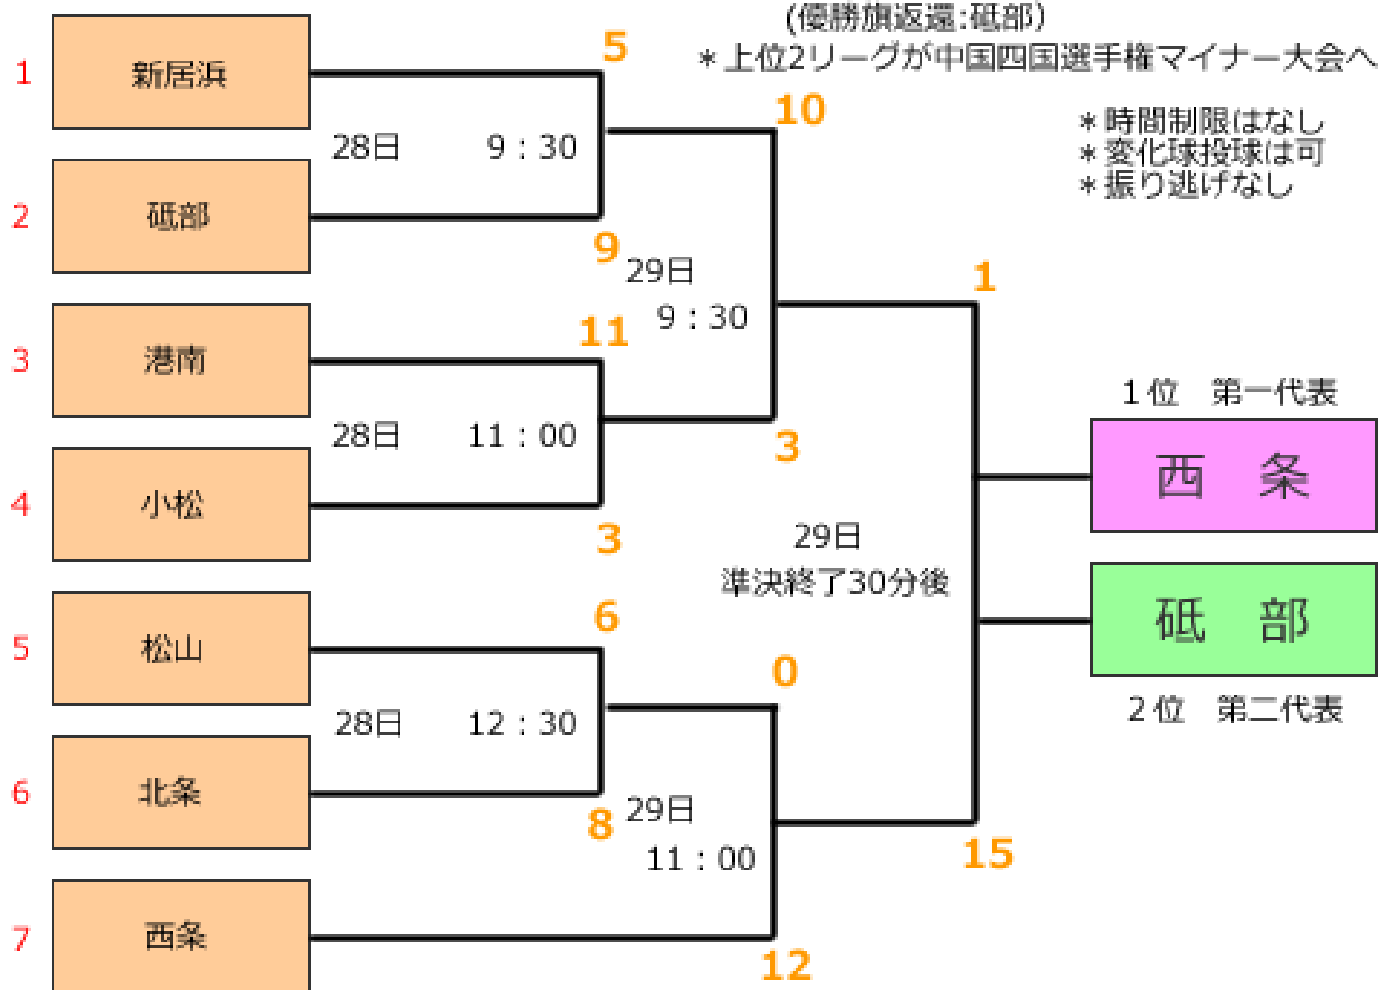 (優勝旗返還:砥部)
＊上位2リーグが中国四国選手権マイナー大会へ
＊時間制限はなし
＊変化球投球は可
＊振り逃げなし
1 新居浜
5
28日 9：30
2 砥部
9
10
29日
9：30
3 港南
11
28日 11：00
4 小松
3
3
1
29日
準決終了30分後
5 松山
6
28日 12：30
6 北条
8
0
29日
11：00
7 西条
12
15
1位 第一代表
西 条
砥 部
2位 第二代表